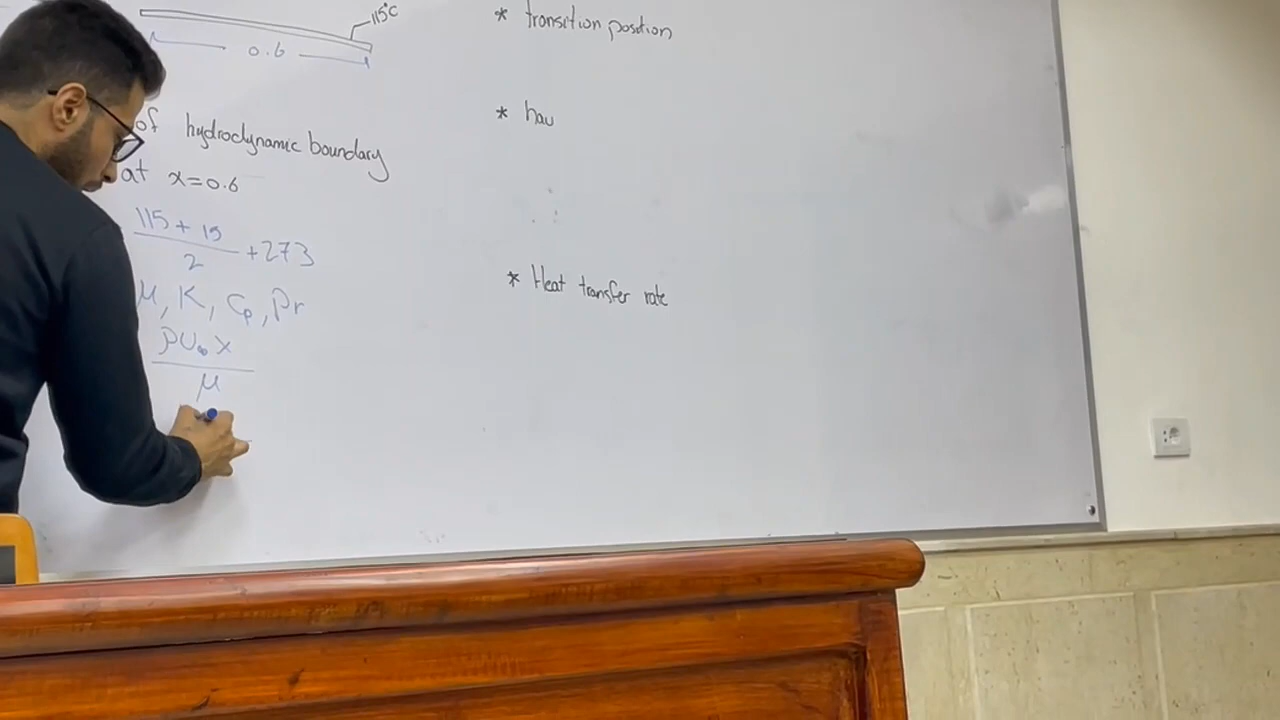 115°C
0.6
* transition position
of hydrodynamic boundary
at x=0.6
* hav
115 + 15
2
+273
μ, K, Cp, Pr
* Heat transfer rate
ρU∞ x
μ